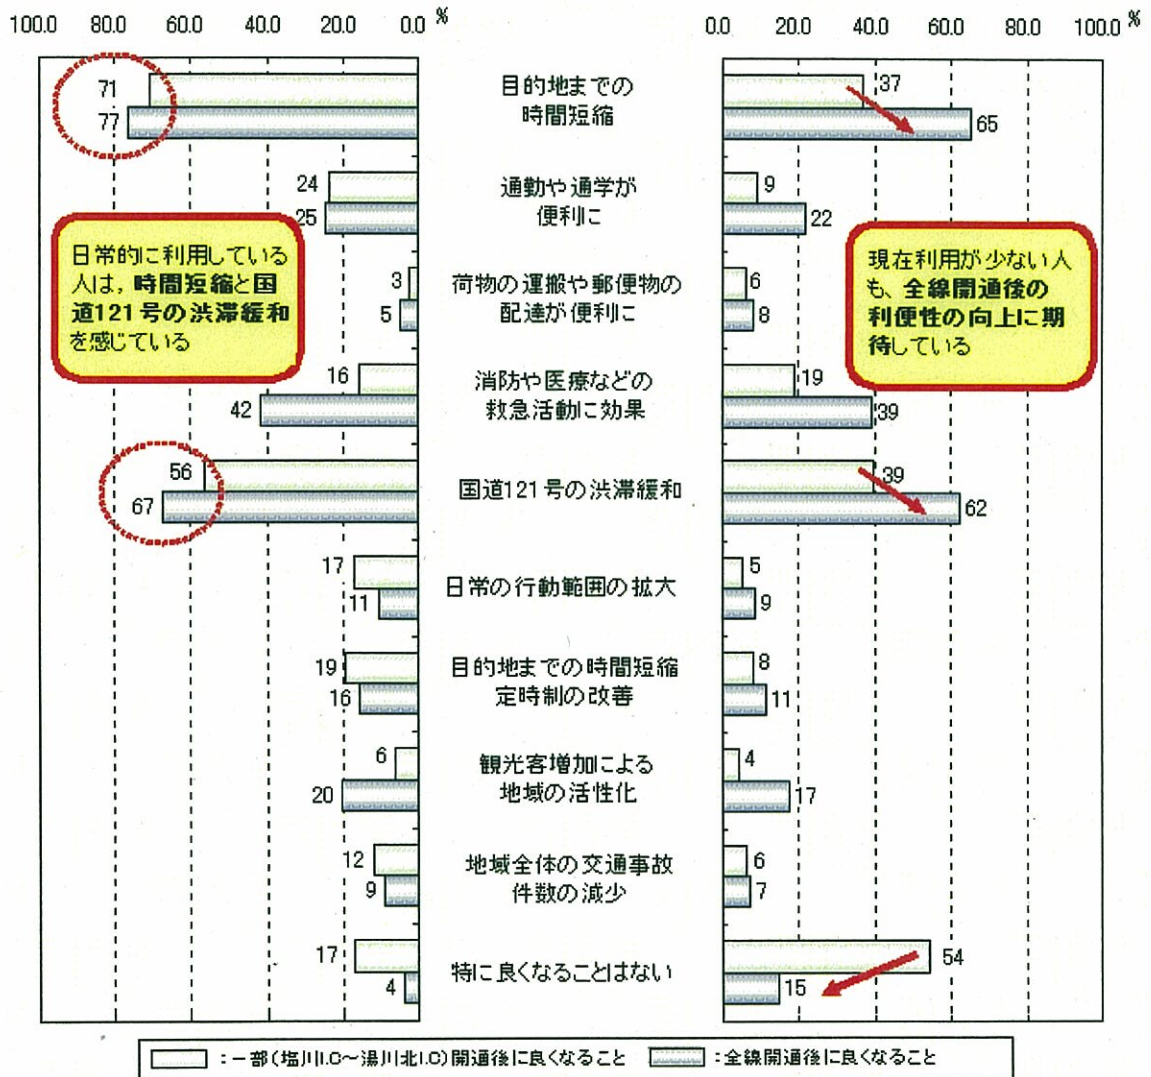 100.0 80.0 60.0 40.0 20.0 0.0 %
0.0 20.0 40.0 60.0 80.0 100.0 %
71
77
目的地までの
時間短縮
37
65
24
25
通勤や通学が
便利に
9
22
日常的に利用している
人は，時間短縮と国
道121号の渋滞緩和
を感じている
3
5
荷物の運搬や郵便物の
配達が便利に
6
8
現在利用が少ない人
も、全線開通後の
利便性の向上に期
待している
16
42
消防や医療などの
救急活動に効果
19
39
56
67
国道121号の渋滞緩和
39
62
17
11
日常の行動範囲の拡大
5
9
19
16
目的地までの時間短縮
定時制の改善
8
11
6
20
観光客増加による
地域の活性化
4
17
12
9
地域全体の交通事故
件数の減少
6
7
17
4
特に良くなることはない
54
15
：一部（塩川I.C～湯川北I.C）開通後に良くなること ：全線開通後に良くなること